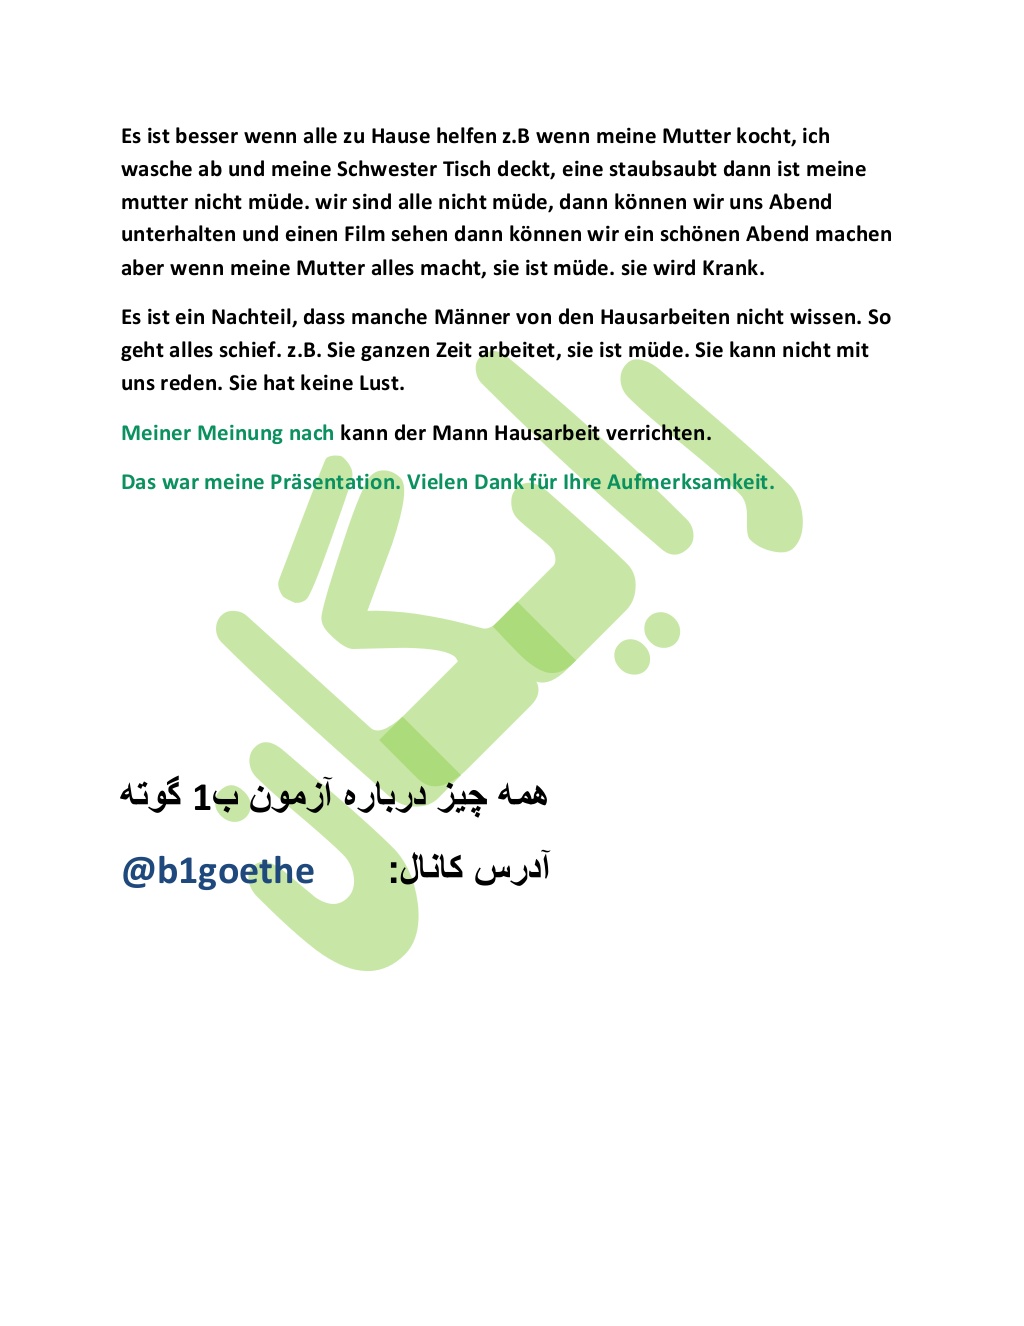 Es ist besser wenn alle zu Hause helfen z.B wenn meine Mutter kocht, ich
wasche ab und meine Schwester Tisch deckt, eine staubsaubt dann ist meine
mutter nicht müde. wir sind alle nicht müde, dann können wir uns Abend
unterhalten und einen Film sehen dann können wir ein schönen Abend machen
aber wenn meine Mutter alles macht, sie ist müde. sie wird Krank.
Es ist ein Nachteil, dass manche Männer von den Hausarbeiten nicht wissen. So
geht alles schief. z.B. Sie ganzen Zeit arbeitet, sie ist müde. Sie kann nicht mit
uns reden. Sie hat keine Lust.
Meiner Meinung nach kann der Mann Hausarbeit verrichten.
Das war meine Präsentation. Vielen Dank für Ihre Aufmerksamkeit.
رایگان
همه چیز درباره آزمون ب1 گوته
آدرس کانال: @b1goethe